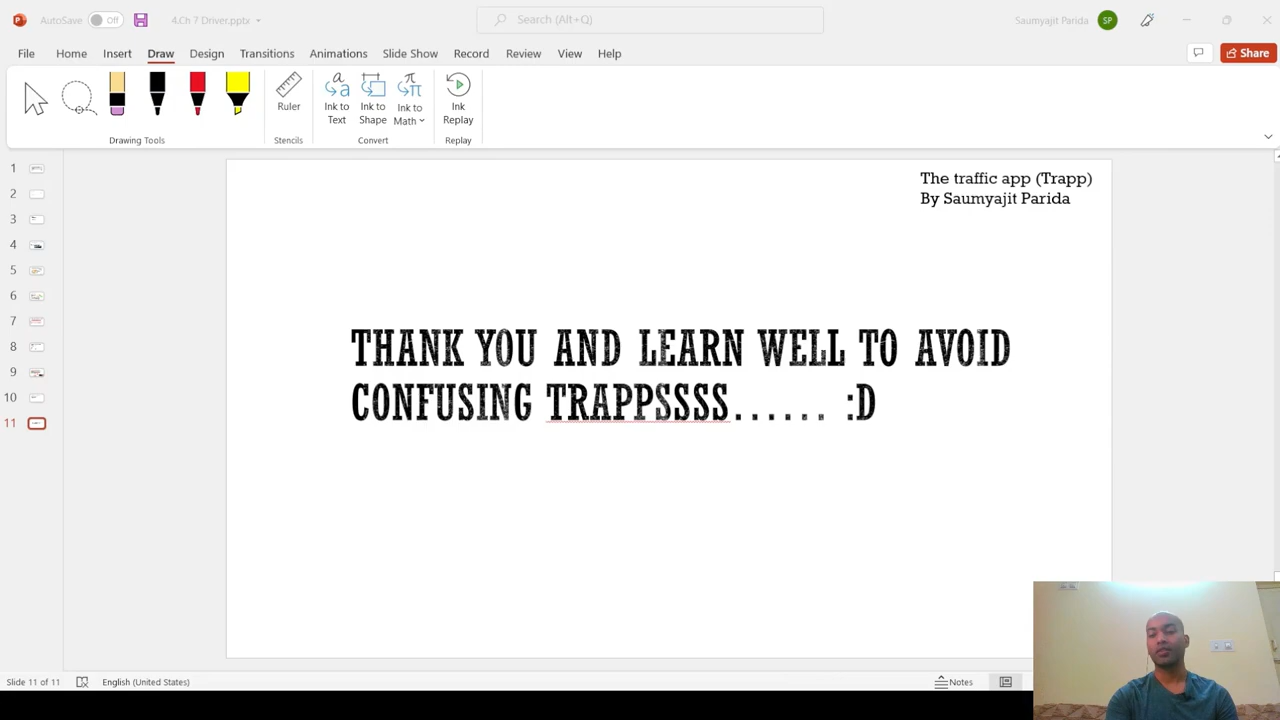 AutoSave Off 4.Ch 7 Driver.pptx Search (Alt+Q) Saumyajit Parida SP
File Home Insert Draw Design Transitions Animations Slide Show Record Review View Help Share
Ruler
Ink to Text
Ink to Shape
Ink to Math
Ink Replay
Drawing Tools Stencils Convert Replay
1
2
3
4
5
6
7
8
9
10
11
The traffic app (Trapp)
By Saumyajit Parida
THANK YOU AND LEARN WELL TO AVOID
CONFUSING TRAPPSSSS...... :D
Slide 11 of 11 English (United States) Notes